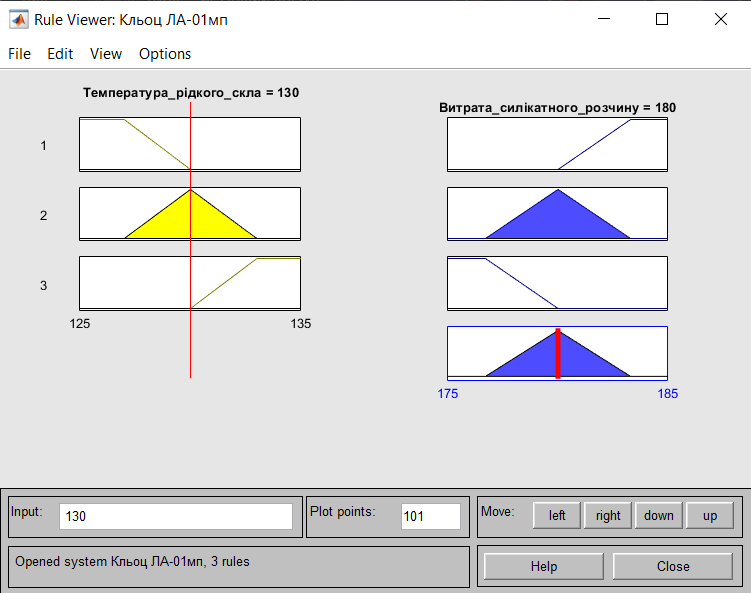 Rule Viewer: Кльоц ЛА-01мп
File Edit View Options
Температура_рідкого_скла = 130
Витрата_силікатного_розчину = 180
1
2
3
125 135
175 185
Input: 130
Plot points: 101
Move: left right down up
Opened system Кльоц ЛА-01мп, 3 rules
Help Close